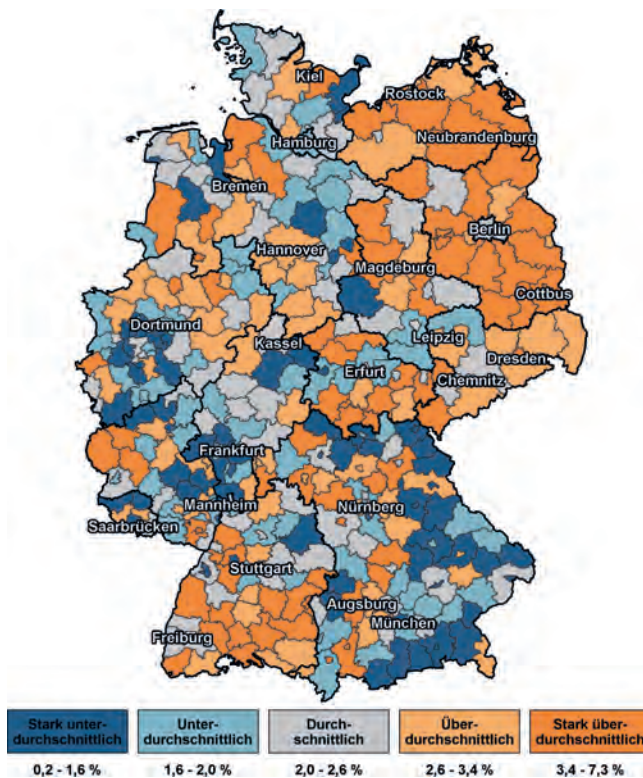 Kiel
Rostock
Neubrandenburg
Hamburg
Bremen
Berlin
Hannover
Magdeburg
Cottbus
Dortmund
Leipzig
Kassel
Dresden
Erfurt
Chemnitz
Frankfurt
Mannheim
Nürnberg
Saarbrücken
Stuttgart
Augsburg
München
Freiburg
Stark unter-
durchschnittlich
Unter-
durchschnittlich
Durch-
schnittlich
Über-
durchschnittlich
Stark über-
durchschnittlich
0,2 - 1,6 %
1,6 - 2,0 %
2,0 - 2,6 %
2,6 - 3,4 %
3,4 - 7,3 %